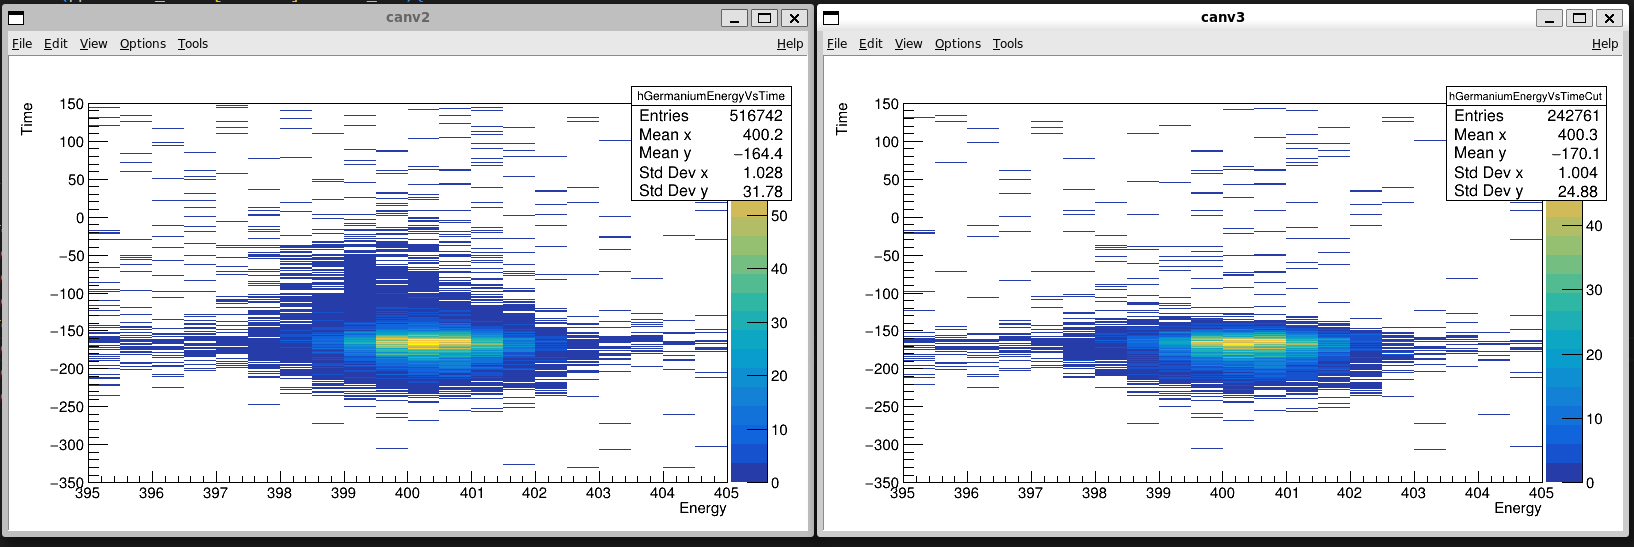 canv2
File Edit View Options Tools Help
Time
150
100
50
0
−50
−100
−150
−200
−250
−300
−350
395 396 397 398 399 400 401 402 403 404 405
Energy
hGermaniumEnergyVsTime
Entries 516742
Mean x 400.2
Mean y −164.4
Std Dev x 1.028
Std Dev y 31.78
50
40
30
20
10
0
canv3
File Edit View Options Tools Help
Time
150
100
50
0
−50
−100
−150
−200
−250
−300
−350
395 396 397 398 399 400 401 402 403 404 405
Energy
hGermaniumEnergyVsTimeCut
Entries 242761
Mean x 400.3
Mean y −170.1
Std Dev x 1.004
Std Dev y 24.88
40
30
20
10
0